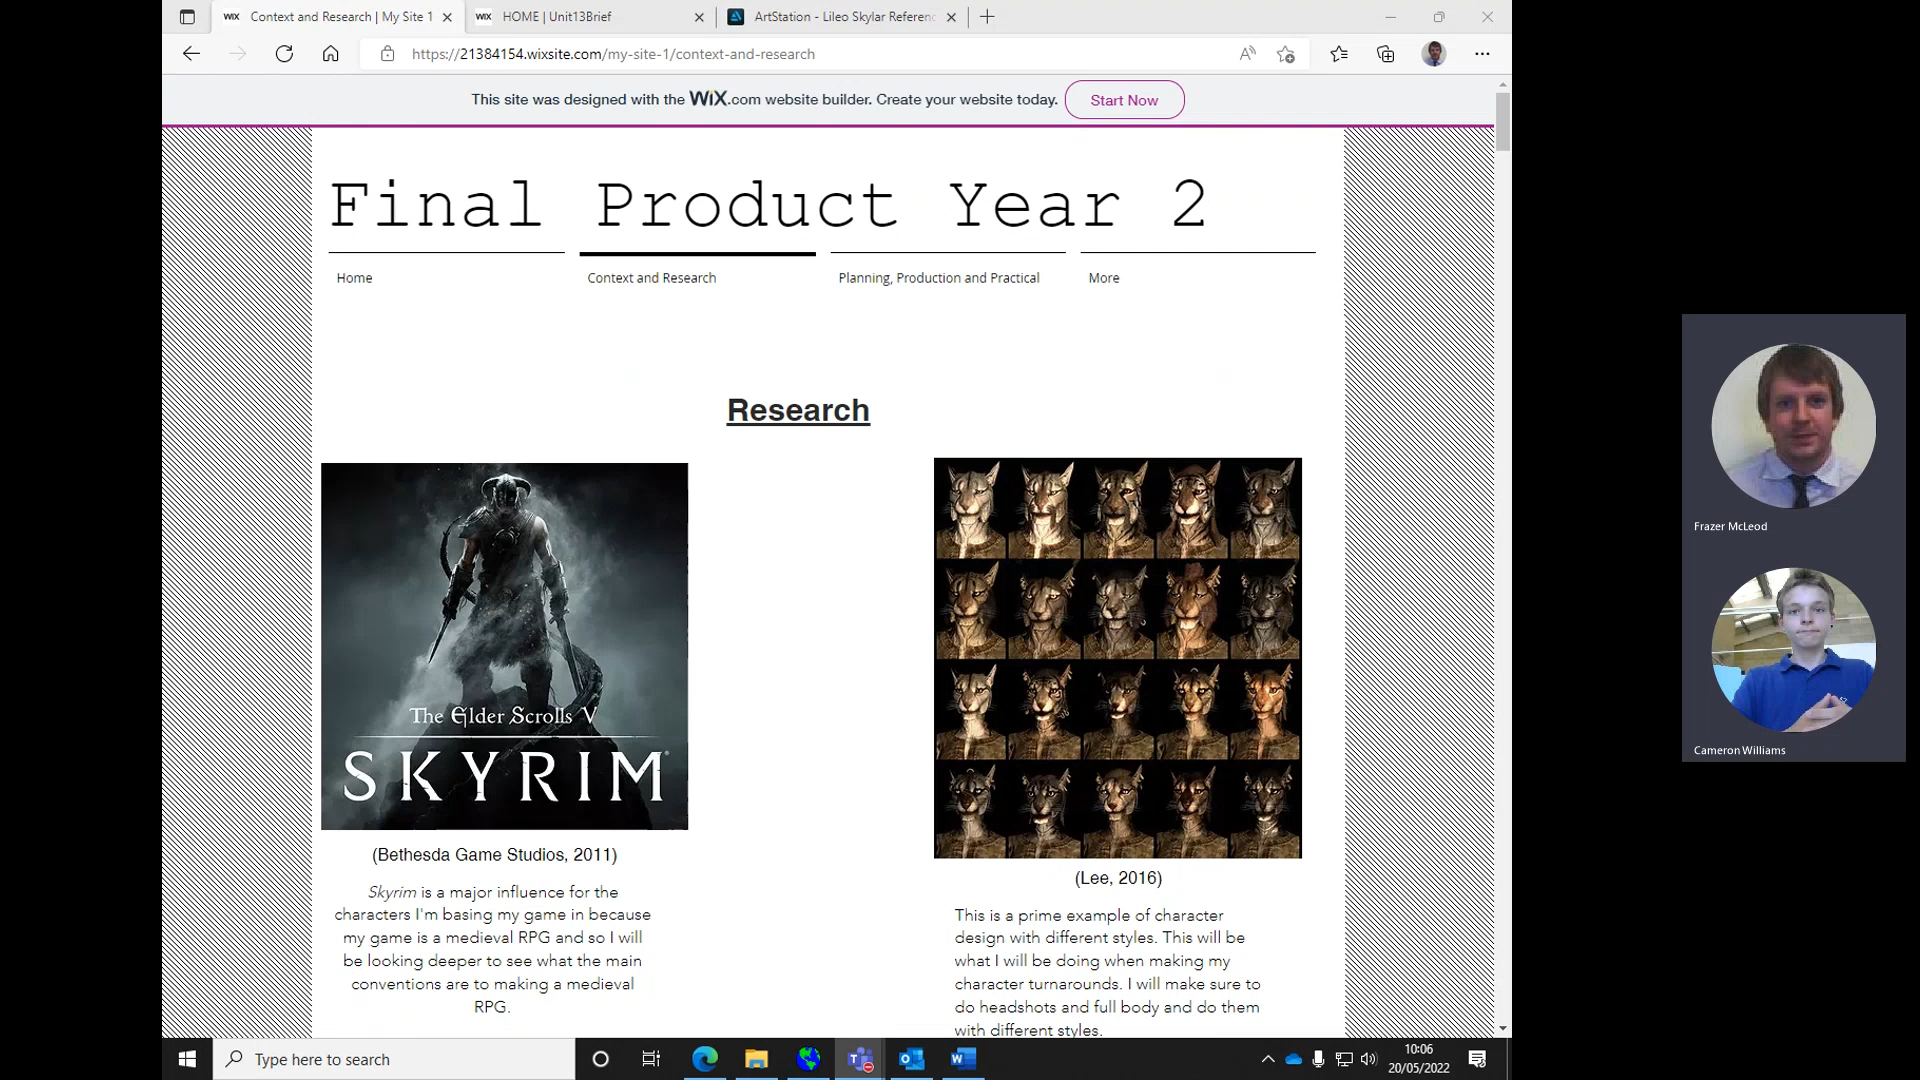 Context and Research | My Site 1
HOME | Unit13Brief
ArtStation - Lileo Skylar Referenc
https://21384154.wixsite.com/my-site-1/context-and-research
This site was designed with the WiX.com website builder. Create your website today.
Start Now
Final Product Year 2
Home
Context and Research
Planning, Production and Practical
More
Research
The Elder Scrolls V
SKYRIM
(Bethesda Game Studios, 2011)
Skyrim is a major influence for the
characters I'm basing my game in because
my game is a medieval RPG and so I will
be looking deeper to see what the main
conventions are to making a medieval
RPG.
(Lee, 2016)
This is a prime example of character
design with different styles. This will be
what I will be doing when making my
character turnarounds. I will make sure to
do headshots and full body and do them
with different styles.
Frazer McLeod
Cameron Williams
Type here to search
10:06
20/05/2022